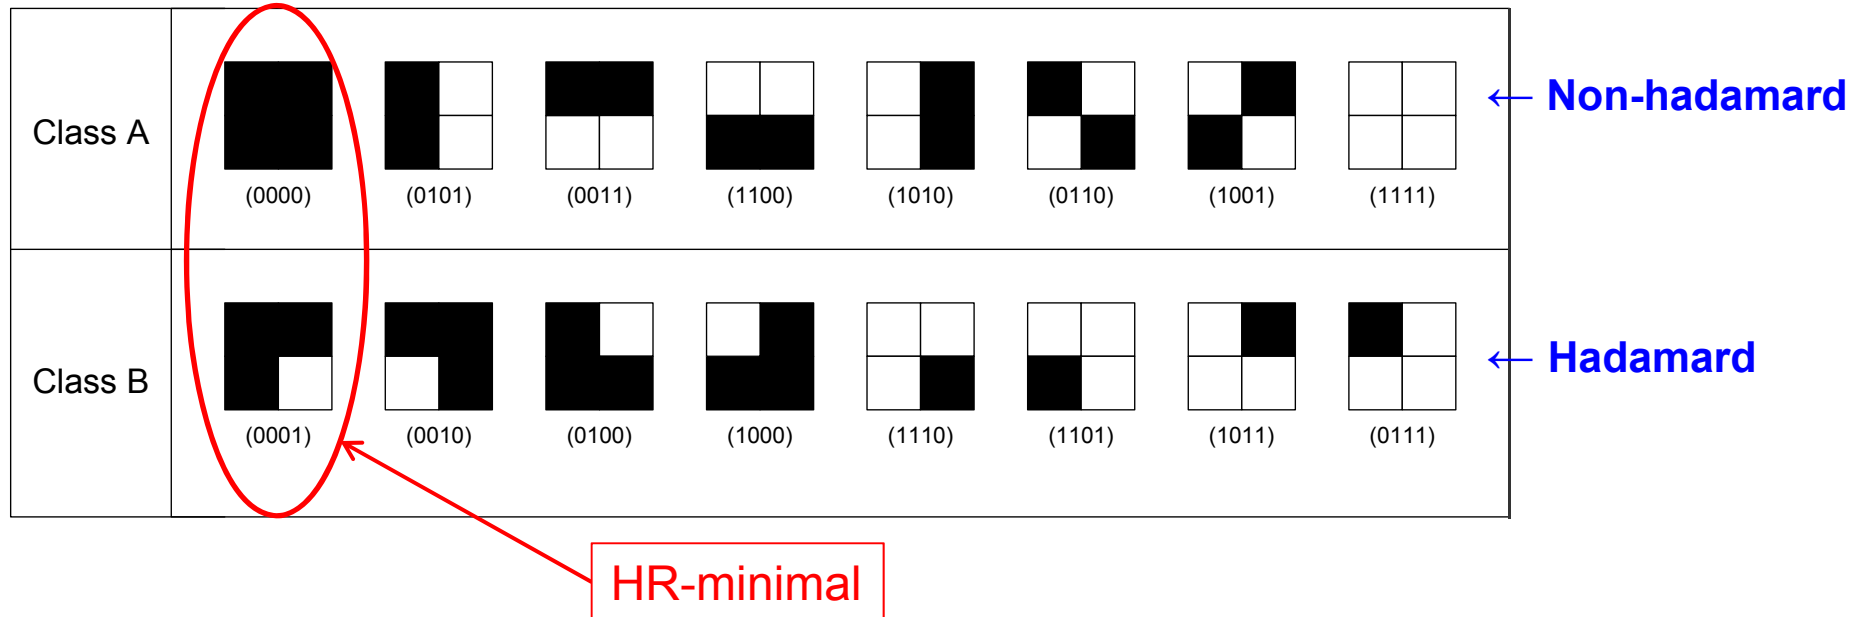 Class A
(0000) (0101) (0011) (1100) (1010) (0110) (1001) (1111)
← Non-hadamard
Class B
(0001) (0010) (0100) (1000) (1110) (1101) (1011) (0111)
← Hadamard
HR-minimal